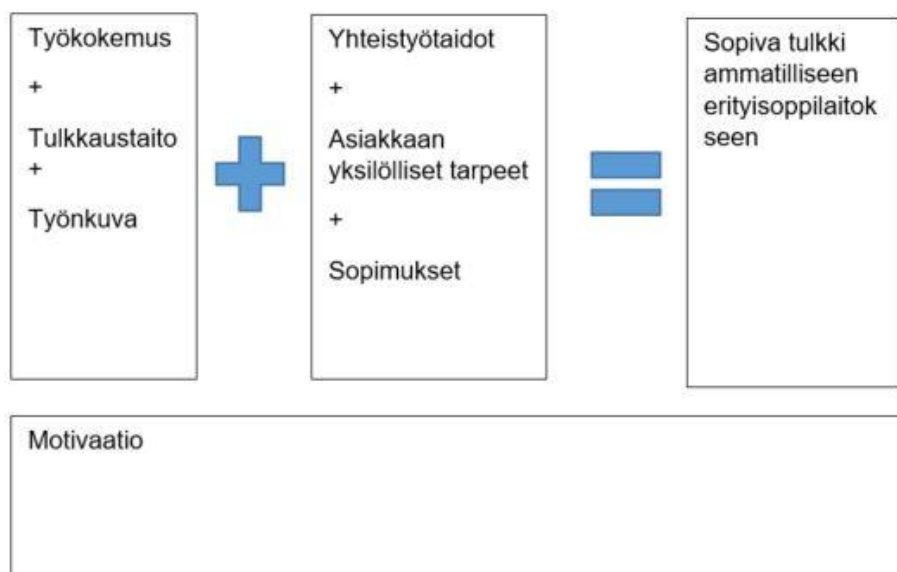 Työkokemus
+
Tulkkaustaito
+
Työnkuva
Yhteistyötaidot
+
Asiakkaan
yksilölliset tarpeet
+
Sopimukset
Sopiva tulkki
ammatilliseen
erityisoppilaitok
seen
Motivaatio